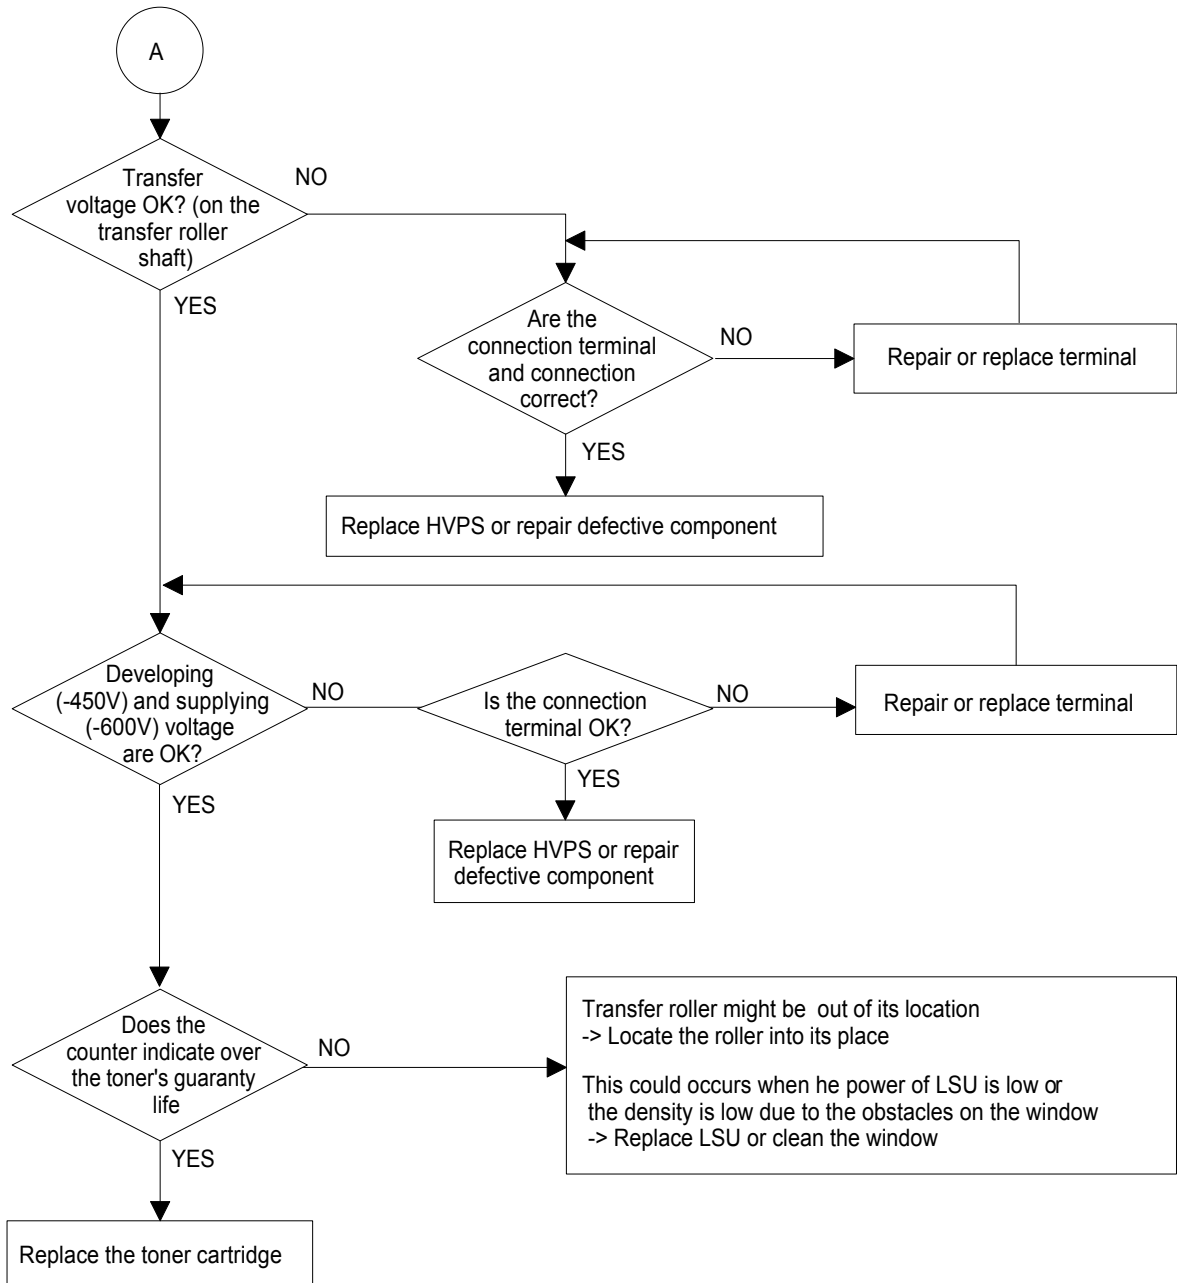 A
Transfer
voltage OK? (on the
transfer roller
shaft)
NO
YES
Are the
connection terminal
and connection
correct?
NO
Repair or replace terminal
YES
Replace HVPS or repair defective component
Developing
(-450V) and supplying
(-600V) voltage
are OK?
NO
Is the connection
terminal OK?
NO
Repair or replace terminal
YES
YES
Replace HVPS or repair
defective component
Does the
counter indicate over
the toner's guaranty
life
NO
Transfer roller might be out of its location
-> Locate the roller into its place
This could occurs when he power of LSU is low or
the density is low due to the obstacles on the window
-> Replace LSU or clean the window
YES
Replace the toner cartridge